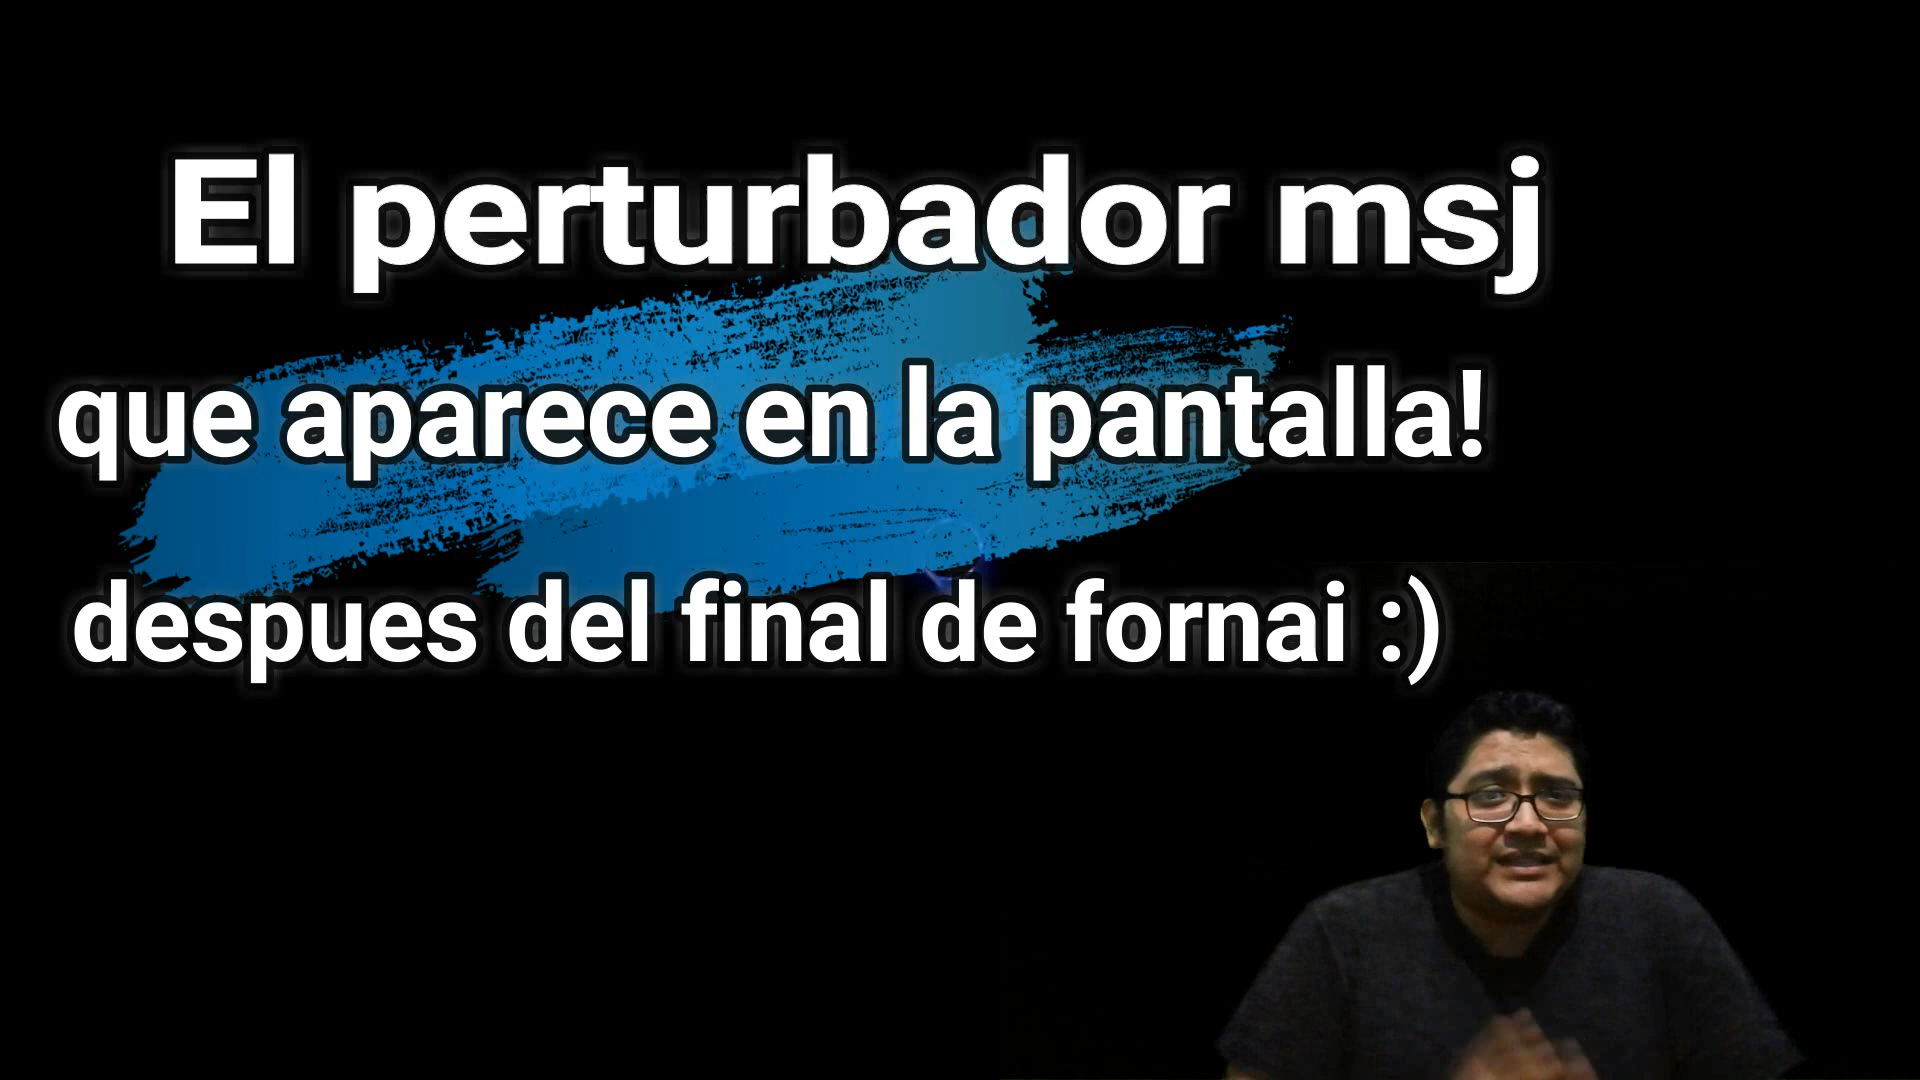 El perturbador msj
que aparece en la pantalla!
despues del final de fornai :)